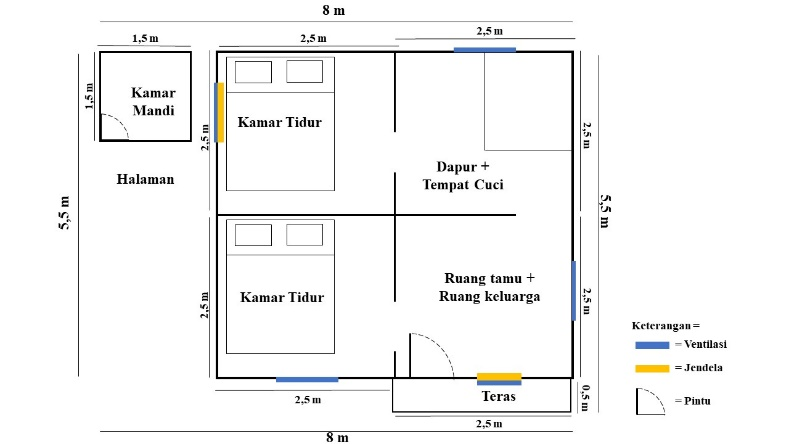 8 m
1,5 m
2,5 m
2,5 m
1,5 m
Kamar
Mandi
2,5 m
Kamar Tidur
2,5 m
Dapur +
Tempat Cuci
Halaman
5,5 m
5,5 m
2,5 m
Kamar Tidur
Ruang tamu +
Ruang keluarga
2,5 m
Keterangan =
= Ventilasi
= Jendela
= Pintu
2,5 m
Teras
0,5 m
2,5 m
8 m